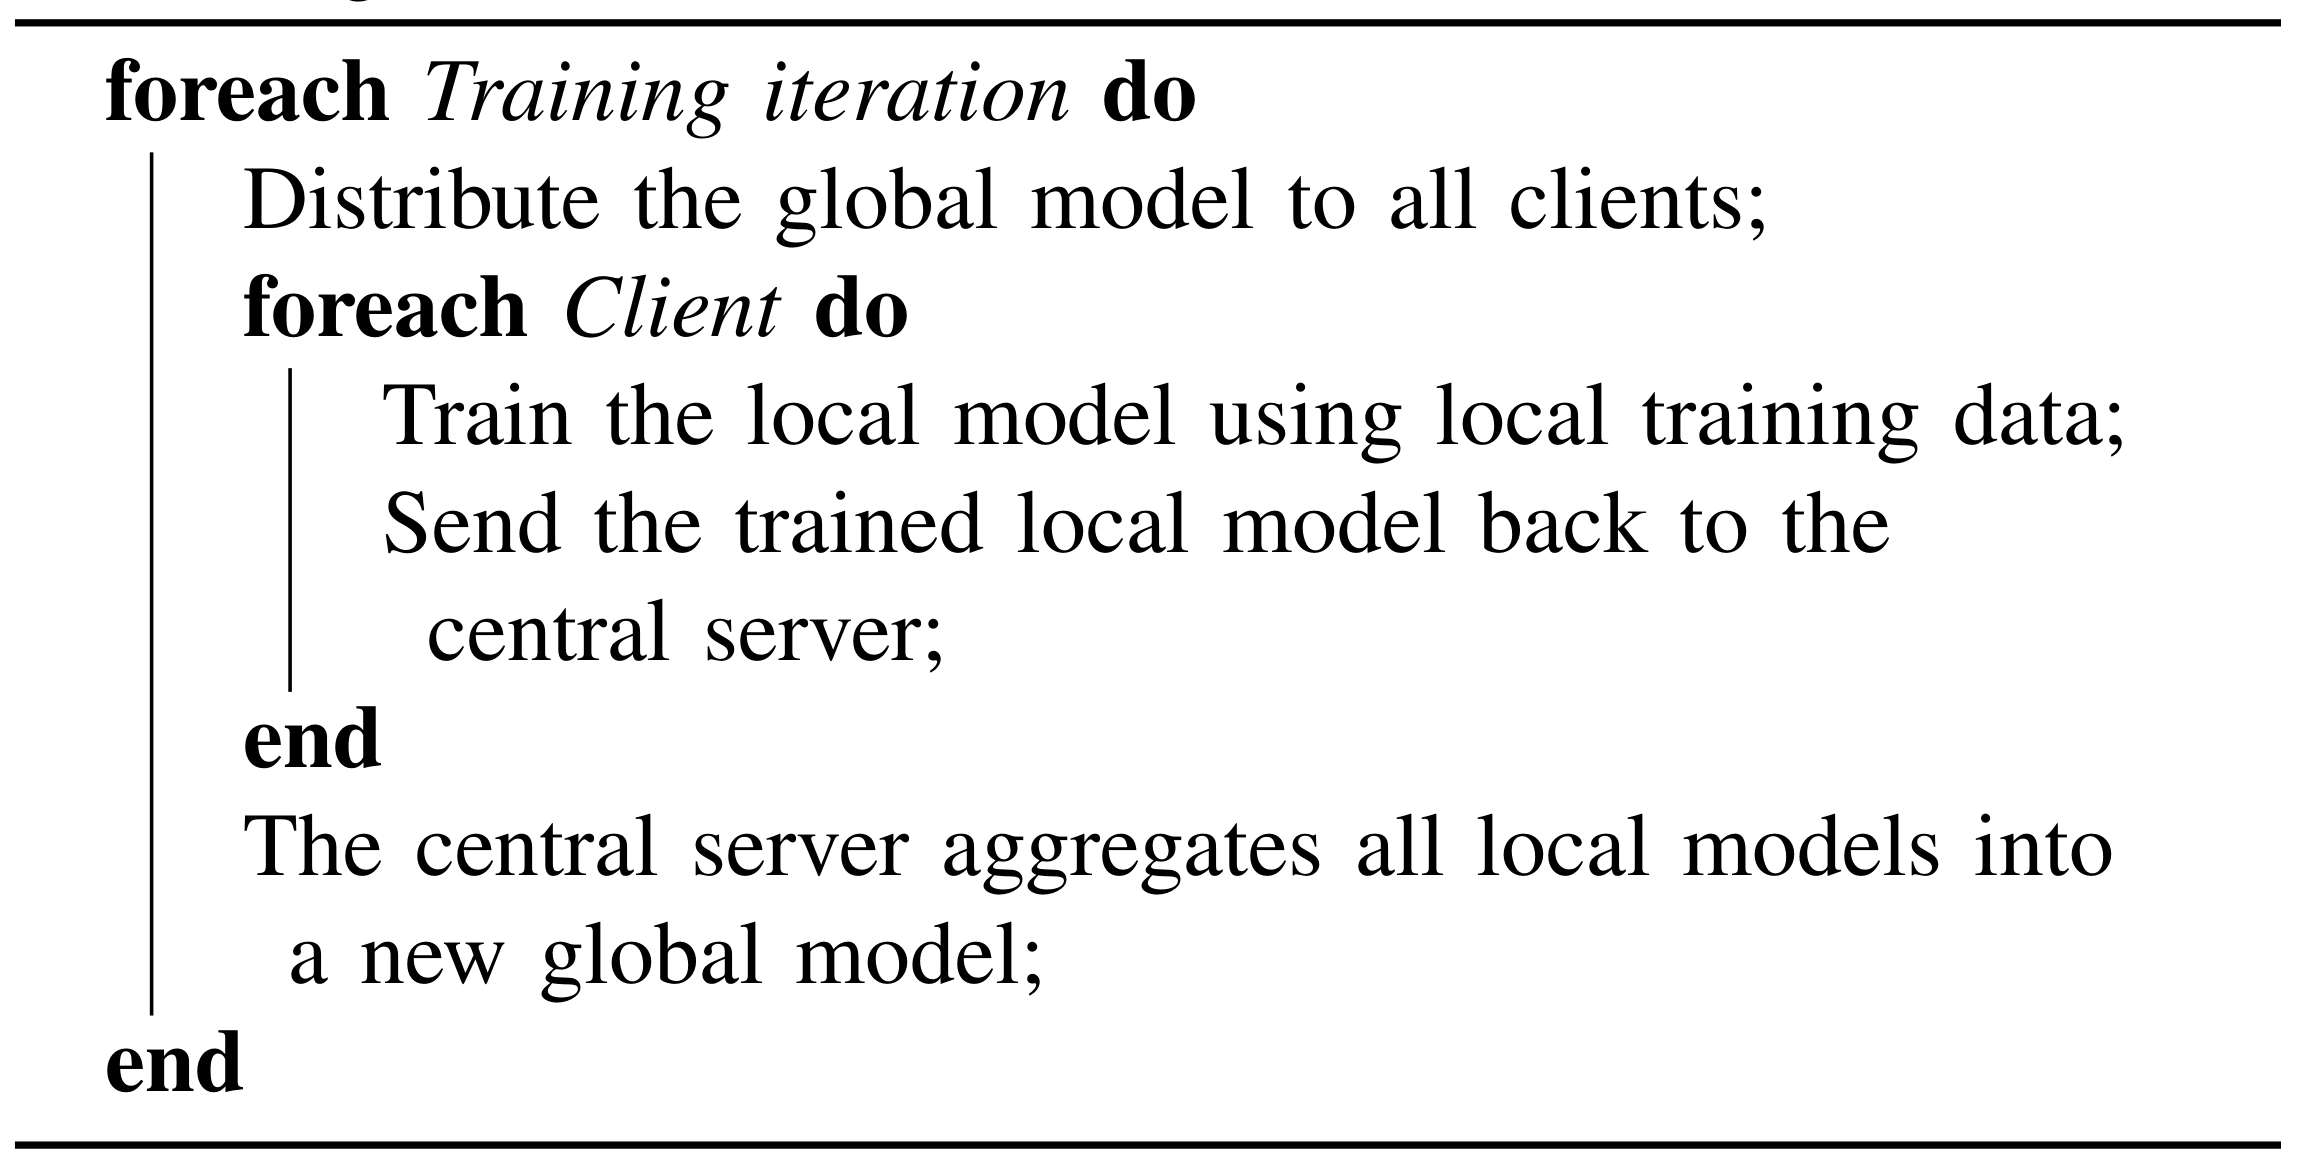 foreach Training iteration do
Distribute the global model to all clients;
foreach Client do
Train the local model using local training data;
Send the trained local model back to the
central server;
end
The central server aggregates all local models into
a new global model;
end